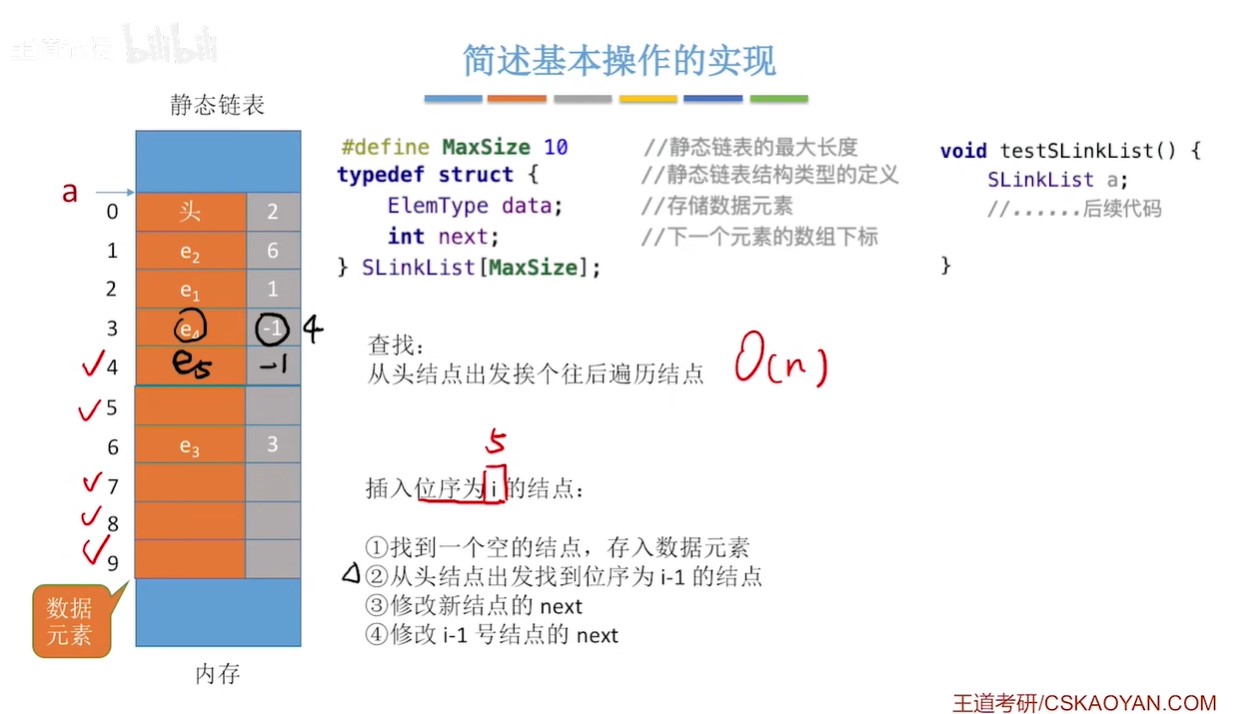 bilibili
简述基本操作的实现
静态链表
a
0 头 2
1 e₂ 6
2 e₁ 1
3 e₄ -1 4
4 e5 -1
5
6 e₃ 3
7
8
9
数据
元素
内存
#define MaxSize 10 //静态链表的最大长度
typedef struct { //静态链表结构类型的定义
ElemType data; //存储数据元素
int next; //下一个元素的数组下标
} SLinkList[MaxSize];
void testSLinkList() {
SLinkList a;
//......后续代码
}
查找：
从头结点出发挨个往后遍历结点
O(n)
5
插入位序为 i 的结点：
①找到一个空的结点，存入数据元素
②从头结点出发找到位序为 i-1 的结点
③修改新结点的 next
④修改 i-1 号结点的 next
王道考研/CSKAOYAN.COM